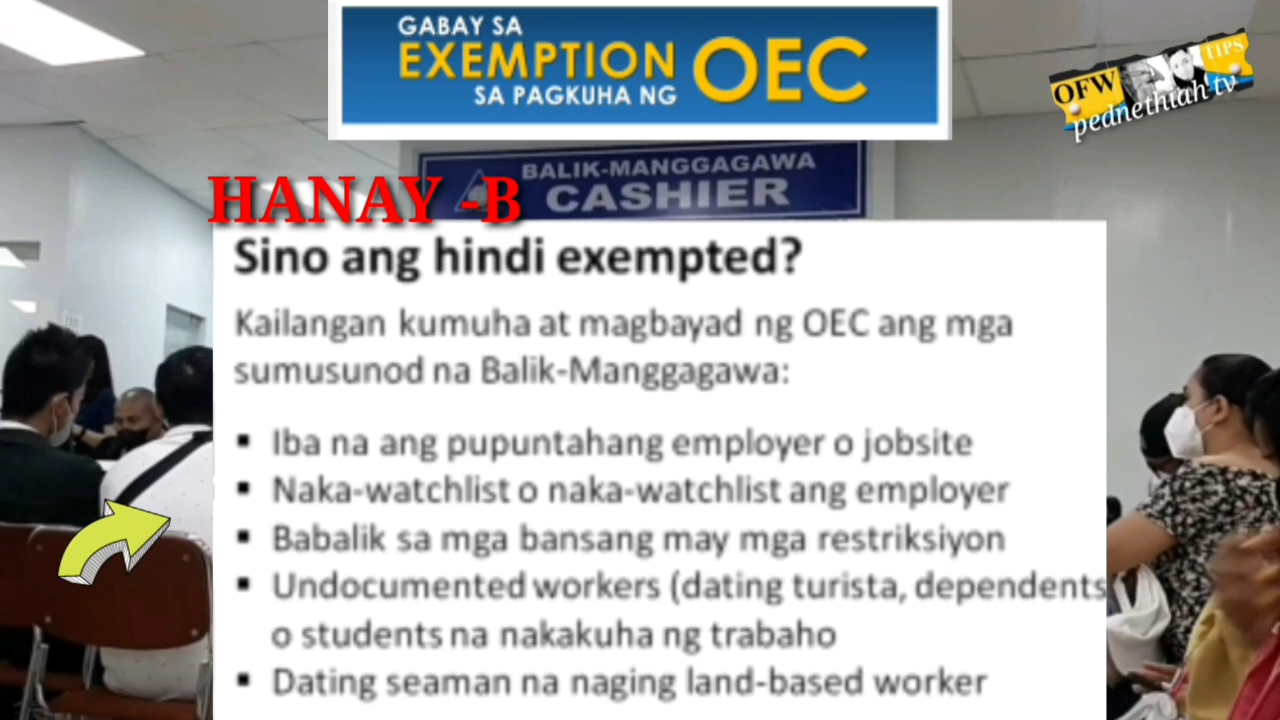 GABAY SA
EXEMPTION OEC
SA PAGKUHA NG
OFW TIPS
pednethiah tv
BALIK-MANGGAGAWA
CASHIER
HANAY -B
Sino ang hindi exempted?
Kailangan kumuha at magbayad ng OEC ang mga
sumusunod na Balik-Manggagawa:
▪ Iba na ang pupuntahang employer o jobsite
▪ Naka-watchlist o naka-watchlist ang employer
▪ Babalik sa mga bansang may mga restriksiyon
▪ Undocumented workers (dating turista, dependents
o students na nakakuha ng trabaho
▪ Dating seaman na naging land-based worker